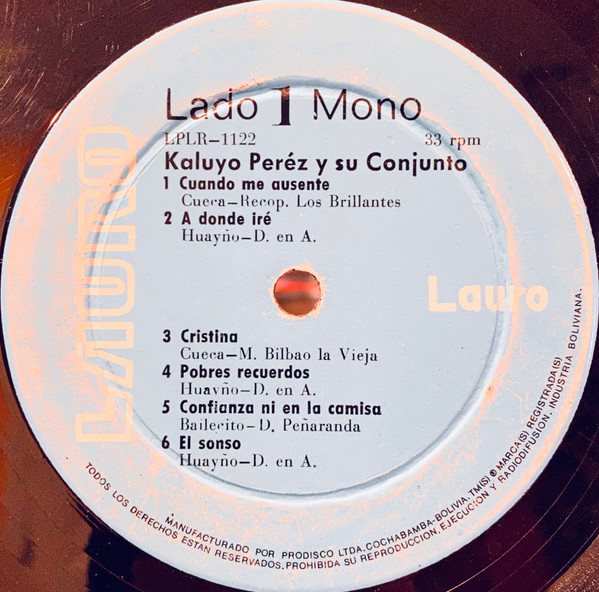 Lado 1 Mono
LPLR-1122 33 rpm
Kaluyo Peréz y su Conjunto
1 Cuando me ausente
Cueca-Recop. Los Brillantes
2 A donde iré
Huayño-D. en A.
LAURO
Lauro
3 Cristina
Cueca-M. Bilbao la Vieja
4 Pobres recuerdos
Huayño-D. en A.
5 Confianza ni en la camisa
Bailecito-D. Peñaranda
6 El sonso
Huayño-D. en A.
MANUFACTURADO POR PRODISCO LTDA. COCHABAMBA-BOLIVIA. TM(S) ® MARCA(S) REGISTRADA(S)
TODOS LOS DERECHOS ESTAN RESERVADOS, PROHIBIDA SU REPRODUCCION, EJECUCION Y RADIODIFUSION. INDUSTRIA BOLIVIANA.